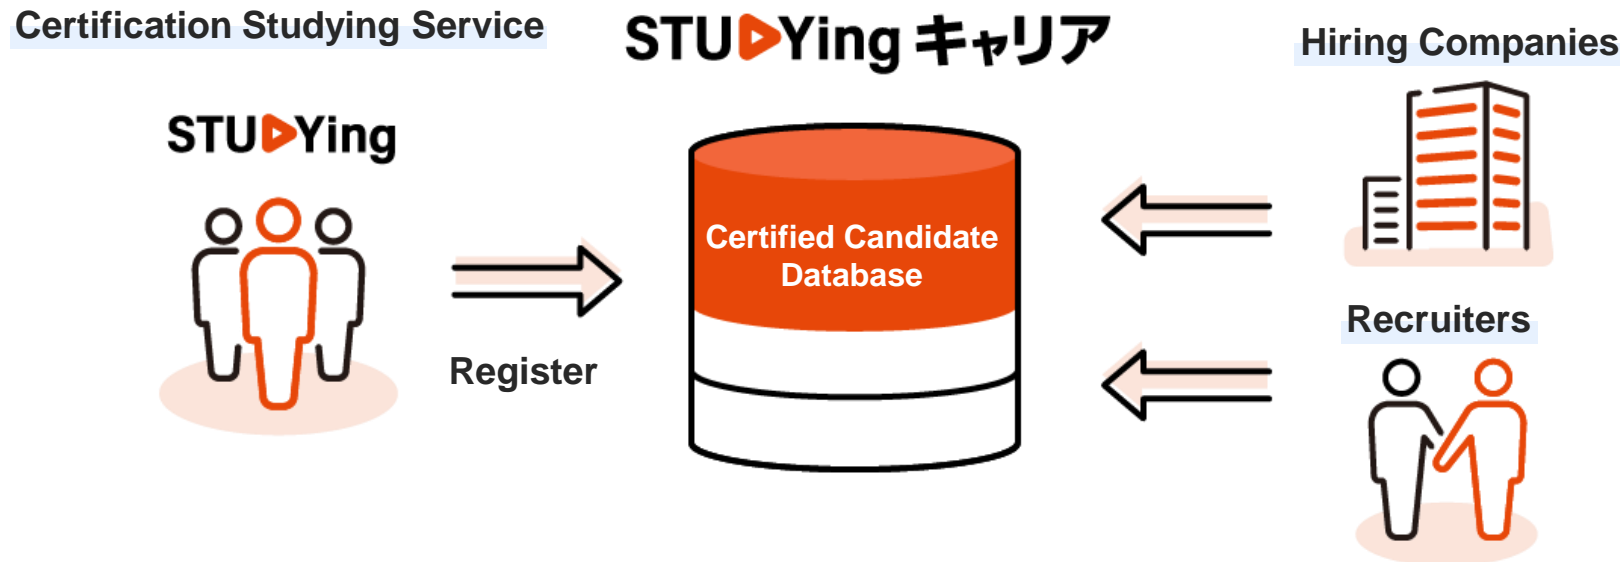 Certification Studying Service
STUDYing
Register
STUDYing キャリア
Certified Candidate
Database
Hiring Companies
Recruiters